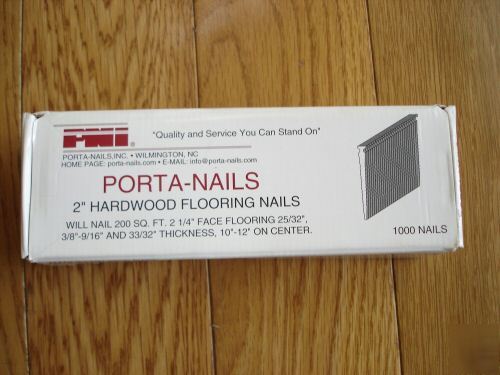 PNI®
"Quality and Service You Can Stand On"
PORTA-NAILS, INC. • WILMINGTON, NC
HOME PAGE: porta-nails.com • E-MAIL: info@porta-nails.com
PORTA-NAILS
2" HARDWOOD FLOORING NAILS
WILL NAIL 200 SQ. FT. 2 1/4" FACE FLOORING 25/32",
3/8"-9/16" AND 33/32" THICKNESS, 10"-12" ON CENTER.
1000 NAILS